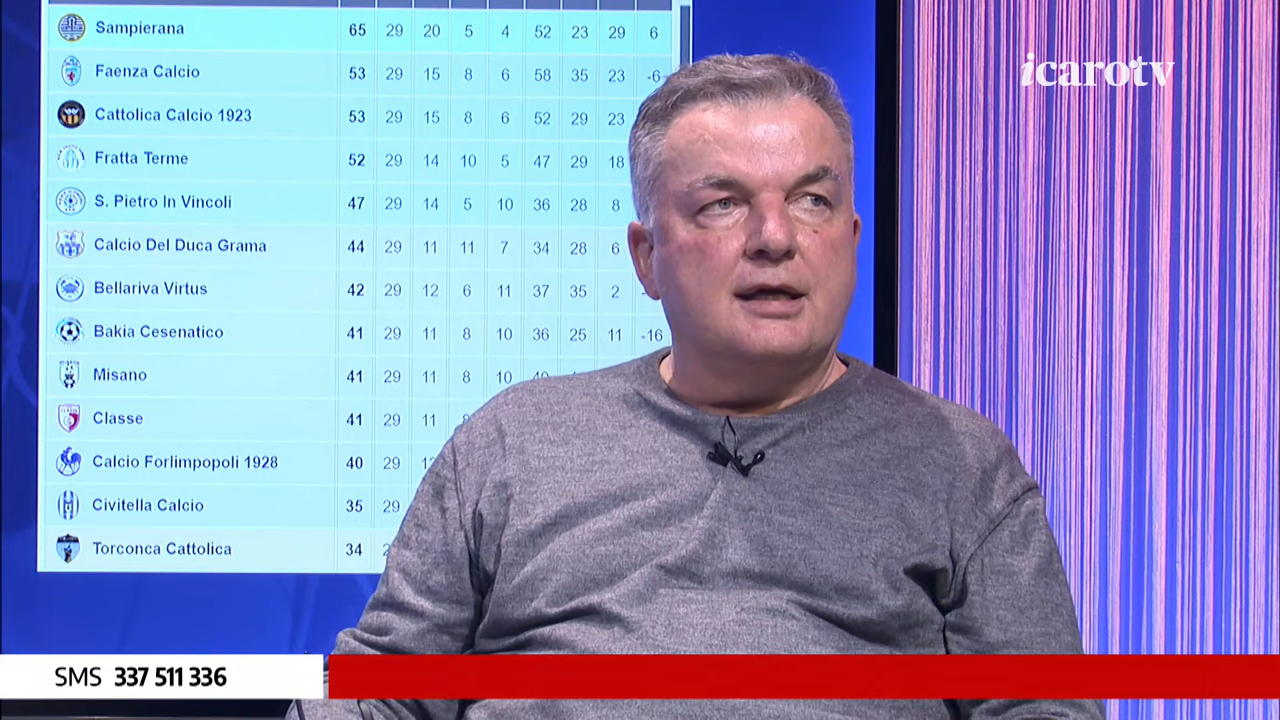 Sampierana 65 29 20 5 4 52 23 29 6
icarotv
Faenza Calcio 53 29 15 8 6 58 35 23 -6
Cattolica Calcio 1923 53 29 15 8 6 52 29 23
Fratta Terme 52 29 14 10 5 47 29 18
S. Pietro In Vincoli 47 29 14 5 10 36 28 8
Calcio Del Duca Grama 44 29 11 11 7 34 28 6
Bellariva Virtus 42 29 12 6 11 37 35 2
Bakia Cesenatico 41 29 11 8 10 36 25 11 -16
Misano 41 29 11 8 10
Classe 41 29 11
Calcio Forlimpopoli 1928 40 29
Civitella Calcio 35 29
Torconca Cattolica 34
SMS 337 511 336